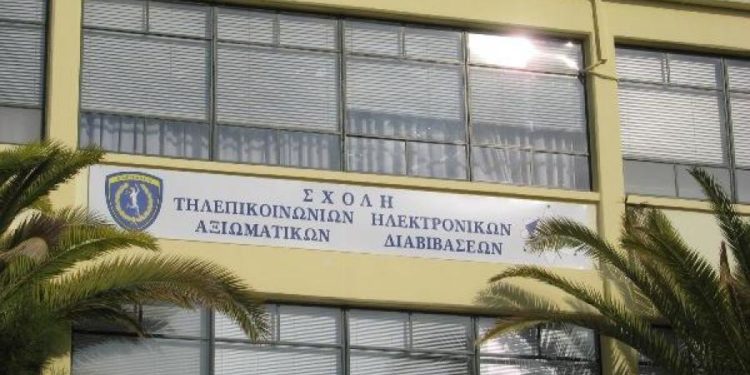 ΣΧΟΛΗ
ΤΗΛΕΠΙΚΟΙΝΩΝΙΩΝ ΗΛΕΚΤΡΟΝΙΚΩΝ
ΑΞΙΩΜΑΤΙΚΩΝ ΔΙΑΒΙΒΑΣΕΩΝ